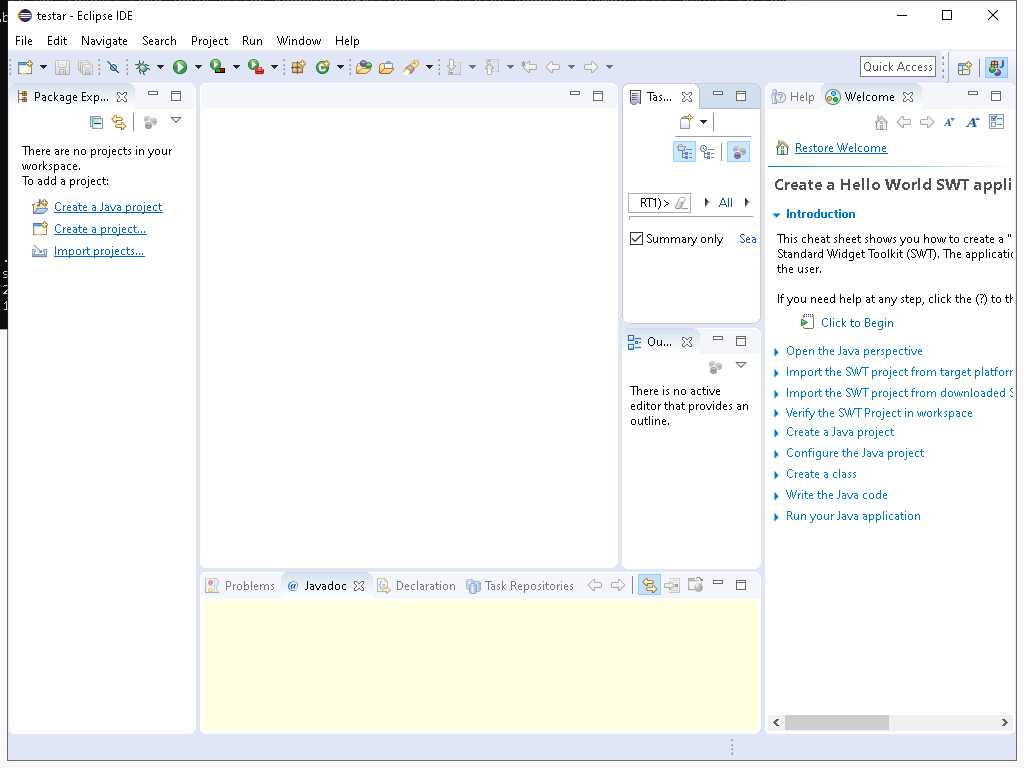 testar - Eclipse IDE
File Edit Navigate Search Project Run Window Help
Quick Access
Package Exp...
There are no projects in your
workspace.
To add a project:
Create a Java project
Create a project...
Import projects...
Tas...
RT1)> All
Summary only Sea
Ou...
There is no active
editor that provides an
outline.
Help Welcome
Restore Welcome
Create a Hello World SWT appli
Introduction
This cheat sheet shows you how to create a "
Standard Widget Toolkit (SWT). The applicatic
the user.
If you need help at any step, click the (?) to th
Click to Begin
Open the Java perspective
Import the SWT project from target platforr
Import the SWT project from downloaded S
Verify the SWT Project in workspace
Create a Java project
Configure the Java project
Create a class
Write the Java code
Run your Java application
Problems @ Javadoc Declaration Task Repositories